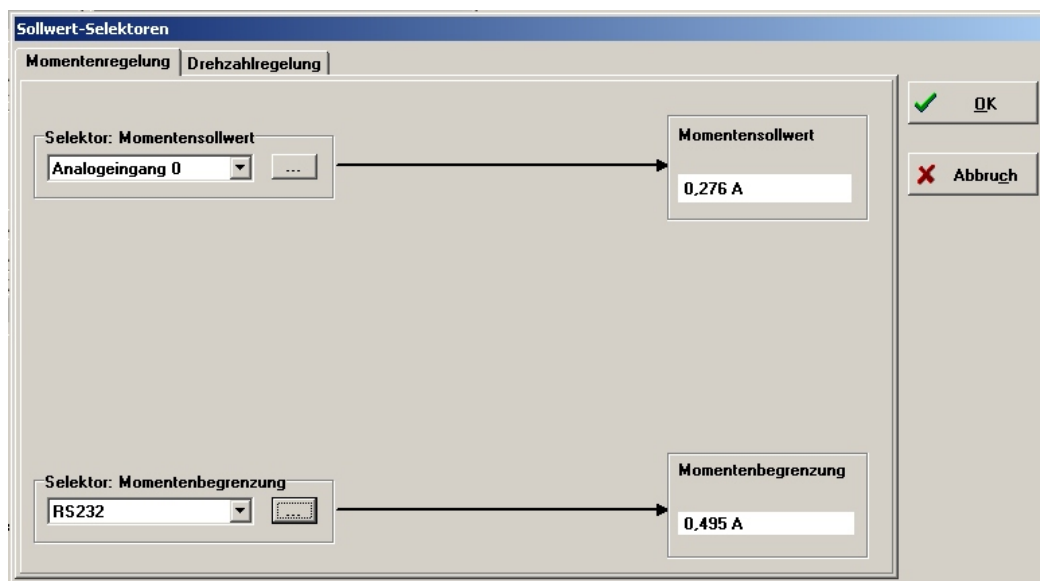 Sollwert-Selektoren
Momentenregelung
Drehzahlregelung
OK
Abbruch
Selektor: Momentensollwert
Analogeingang 0
...
Momentensollwert
0,276 A
Selektor: Momentenbegrenzung
RS232
...
Momentenbegrenzung
0,495 A